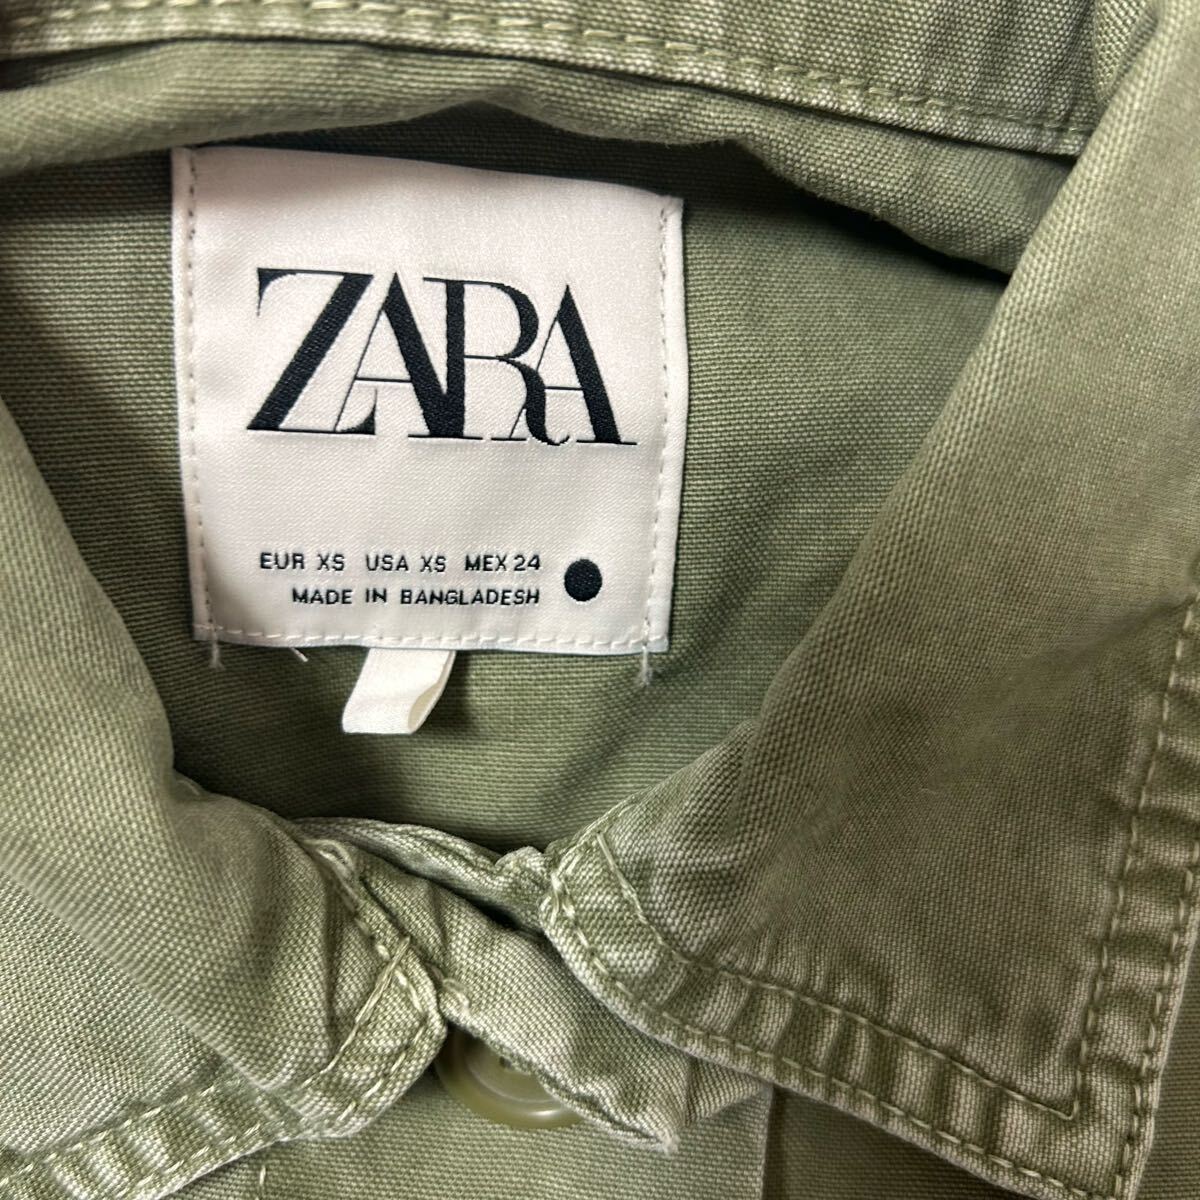 ZARA
EUR XS USA XS MEX 24
MADE IN BANGLADESH